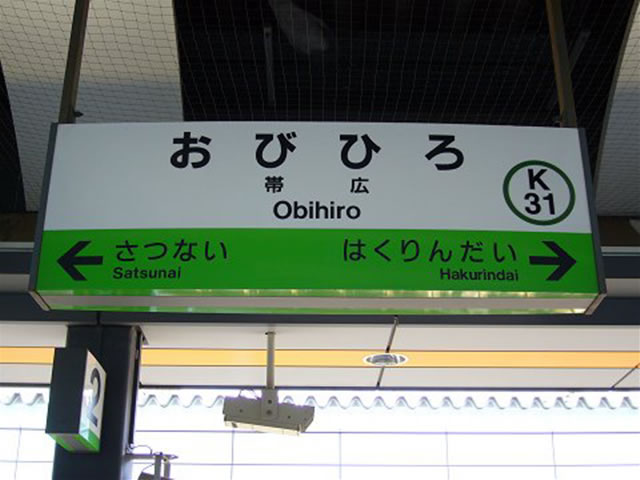 おびひろ
帯広
Obihiro
K
31
さつない
Satsunai
はくりんだい
Hakurindai
2